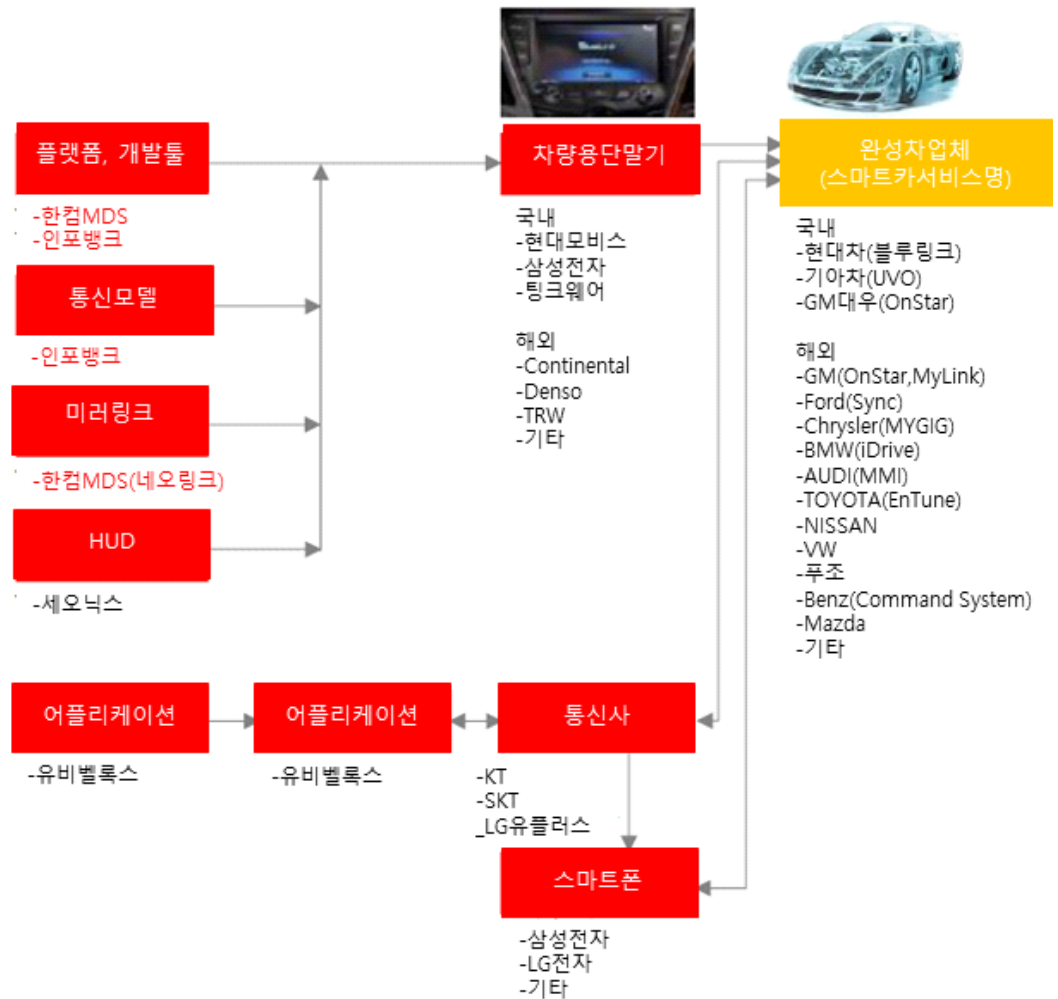 플랫폼, 개발툴
-한컴MDS
-인포뱅크
통신모델
-인포뱅크
미러링크
-한컴MDS(네오링크)
HUD
-세오닉스
차량용단말기
국내
-현대모비스
-삼성전자
-팅크웨어
해외
-Continental
-Denso
-TRW
-기타
완성차업체
(스마트카서비스명)
국내
-현대차(블루링크)
-기아차(UVO)
-GM대우(OnStar)
해외
-GM(OnStar,MyLink)
-Ford(Sync)
-Chrysler(MYGIG)
-BMW(iDrive)
-AUDI(MMI)
-TOYOTA(EnTune)
-NISSAN
-VW
-푸조
-Benz(Command System)
-Mazda
-기타
어플리케이션
-유비벨록스
어플리케이션
-유비벨록스
통신사
-KT
-SKT
_LG유플러스
스마트폰
-삼성전자
-LG전자
-기타